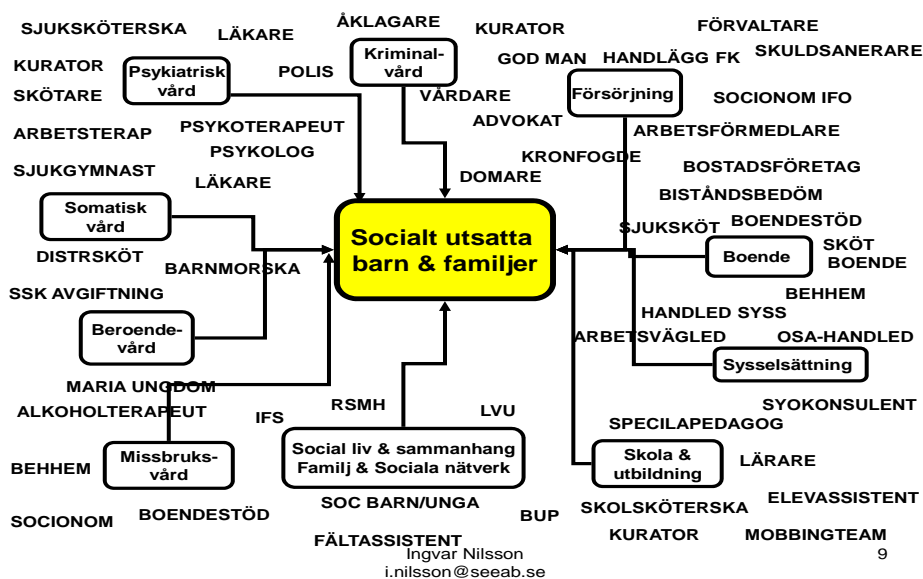 SJUKSKÖTERSKA
LÄKARE
ÅKLAGARE
KURATOR
FÖRVALTARE
KURATOR
Psykiatrisk
vård
POLIS
Kriminal-
vård
GOD MAN
HANDLÄGG FK
SKULDSANERARE
SKÖTARE
VÅRDARE
Försörjning
SOCIONOM IFO
ARBETSTERAP
PSYKOTERAPEUT
ADVOKAT
ARBETSFÖRMEDLARE
PSYKOLOG
KRONFOGDE
SJUKGYMNAST
LÄKARE
DOMARE
BOSTADSFÖRETAG
BISTÅNDSBEDÖM
Somatisk
vård
Socialt utsatta
barn & familjer
SJUKSKÖT
BOENDESTÖD
DISTRSKÖT
BARNMORSKA
Boende
SKÖT
BOENDE
SSK AVGIFTNING
BEHHEM
Beroende-
vård
HANDLED SYSS
ARBETSVÄGLED
OSA-HANDLED
Sysselsättning
MARIA UNGDOM
ALKOHOLTERAPEUT
IFS
RSMH
LVU
SYOKONSULENT
SPECILAPEDAGOG
BEHHEM
Missbruks-
vård
Social liv & sammanhang
Familj & Sociala nätverk
Skola &
utbildning
LÄRARE
SOCIONOM
BOENDESTÖD
SOC BARN/UNGA
BUP
SKOLSKÖTERSKA
ELEVASSISTENT
FÄLTASSISTENT
KURATOR
MOBBINGTEAM
Ingvar Nilsson
i.nilsson@seeab.se
9